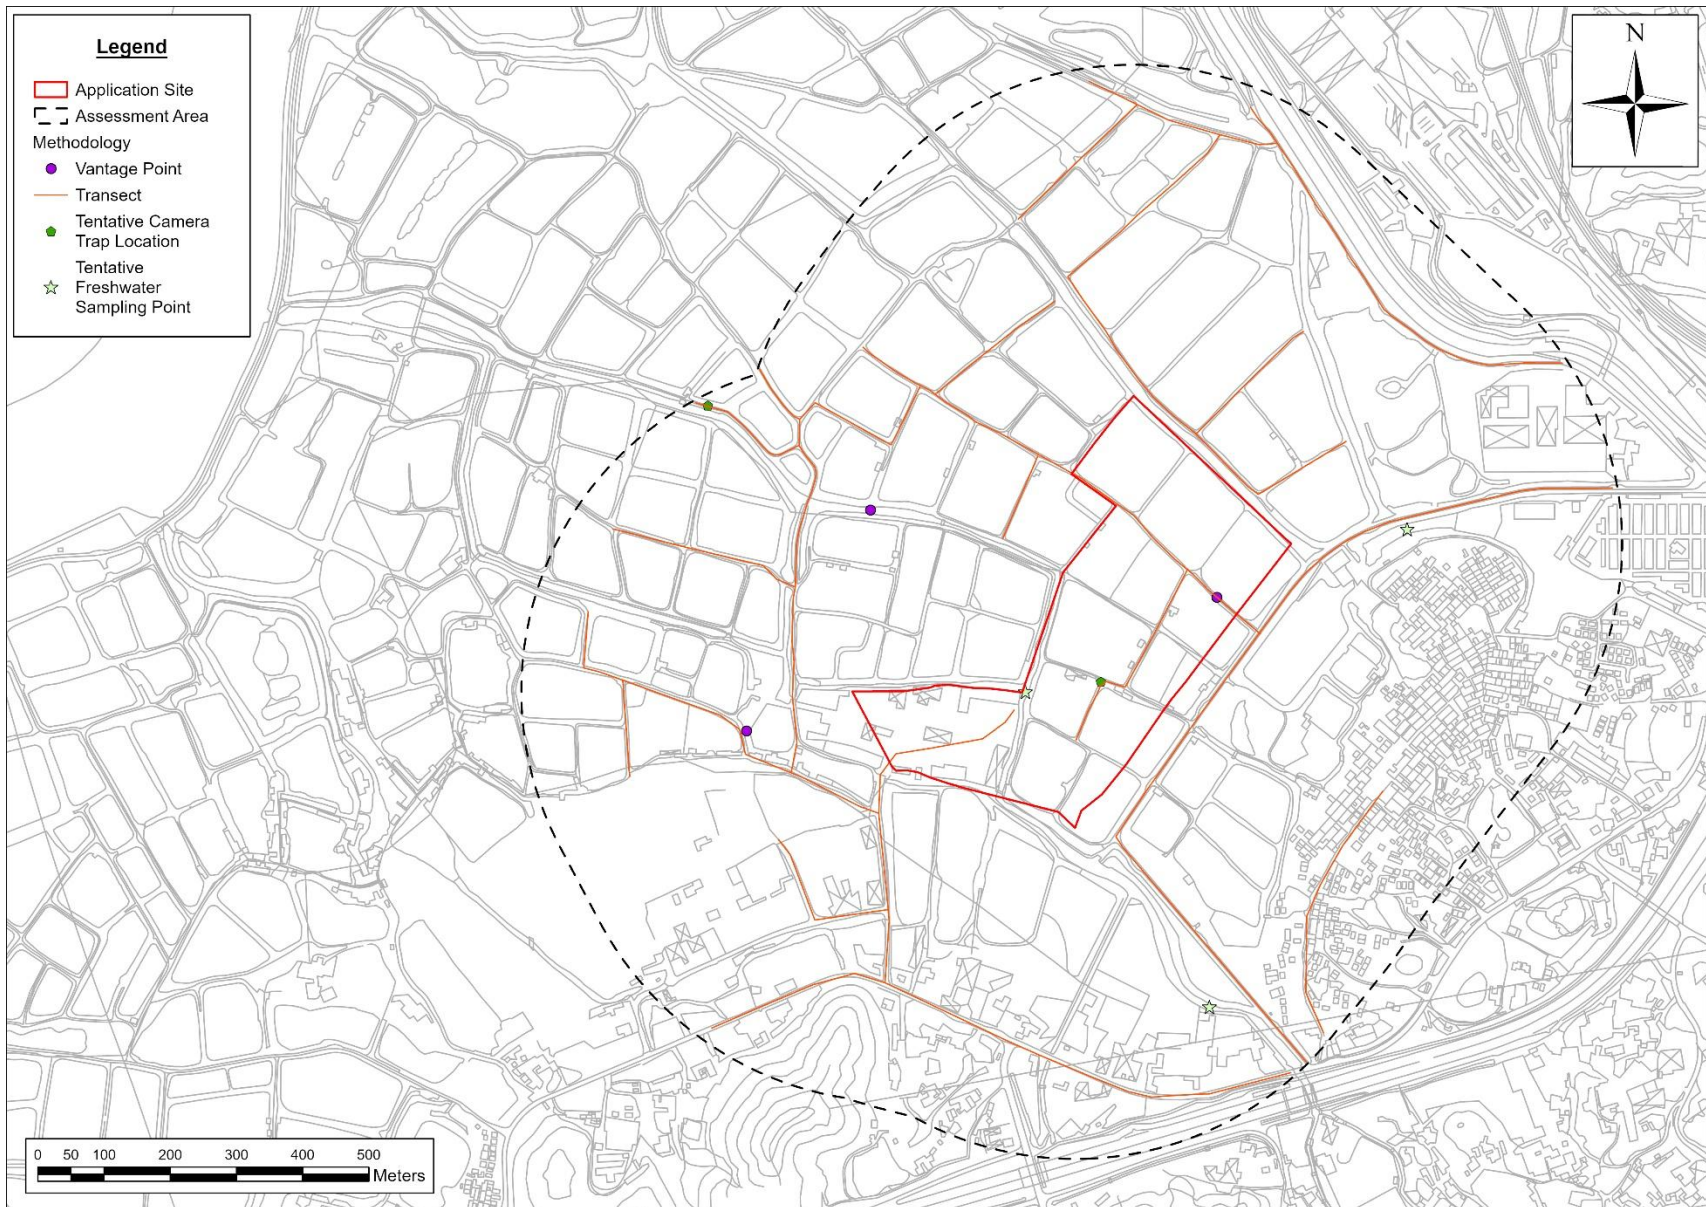 Legend
Application Site
Assessment Area
Methodology
Vantage Point
Transect
Tentative Camera
Trap Location
Tentative
Freshwater
Sampling Point
N
0 50 100 200 300 400 500
Meters